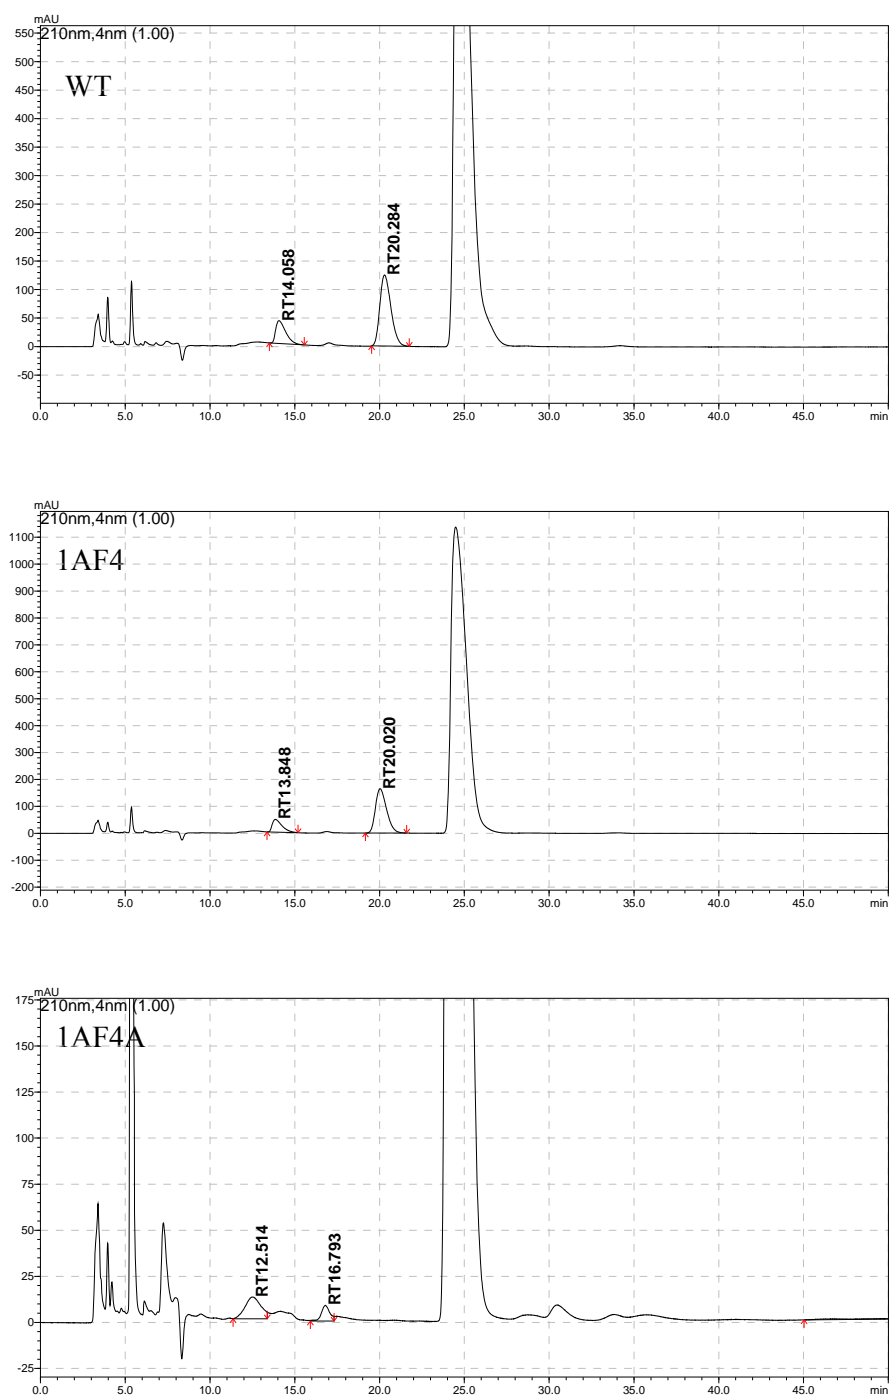 mAU
210nm,4nm (1.00)
WT
550
500
450
400
350
300
250
200
150
100
50
0
-50
RT14.058
RT20.284
0.0 5.0 10.0 15.0 20.0 25.0 30.0 35.0 40.0 45.0 min
mAU
210nm,4nm (1.00)
1AF4
1100
1000
900
800
700
600
500
400
300
200
100
0
-100
-200
RT13.848
RT20.020
0.0 5.0 10.0 15.0 20.0 25.0 30.0 35.0 40.0 45.0 min
mAU
210nm,4nm (1.00)
1AF4A
175
150
125
100
75
50
25
0
-25
RT12.514
RT16.793
0.0 5.0 10.0 15.0 20.0 25.0 30.0 35.0 40.0 45.0 min